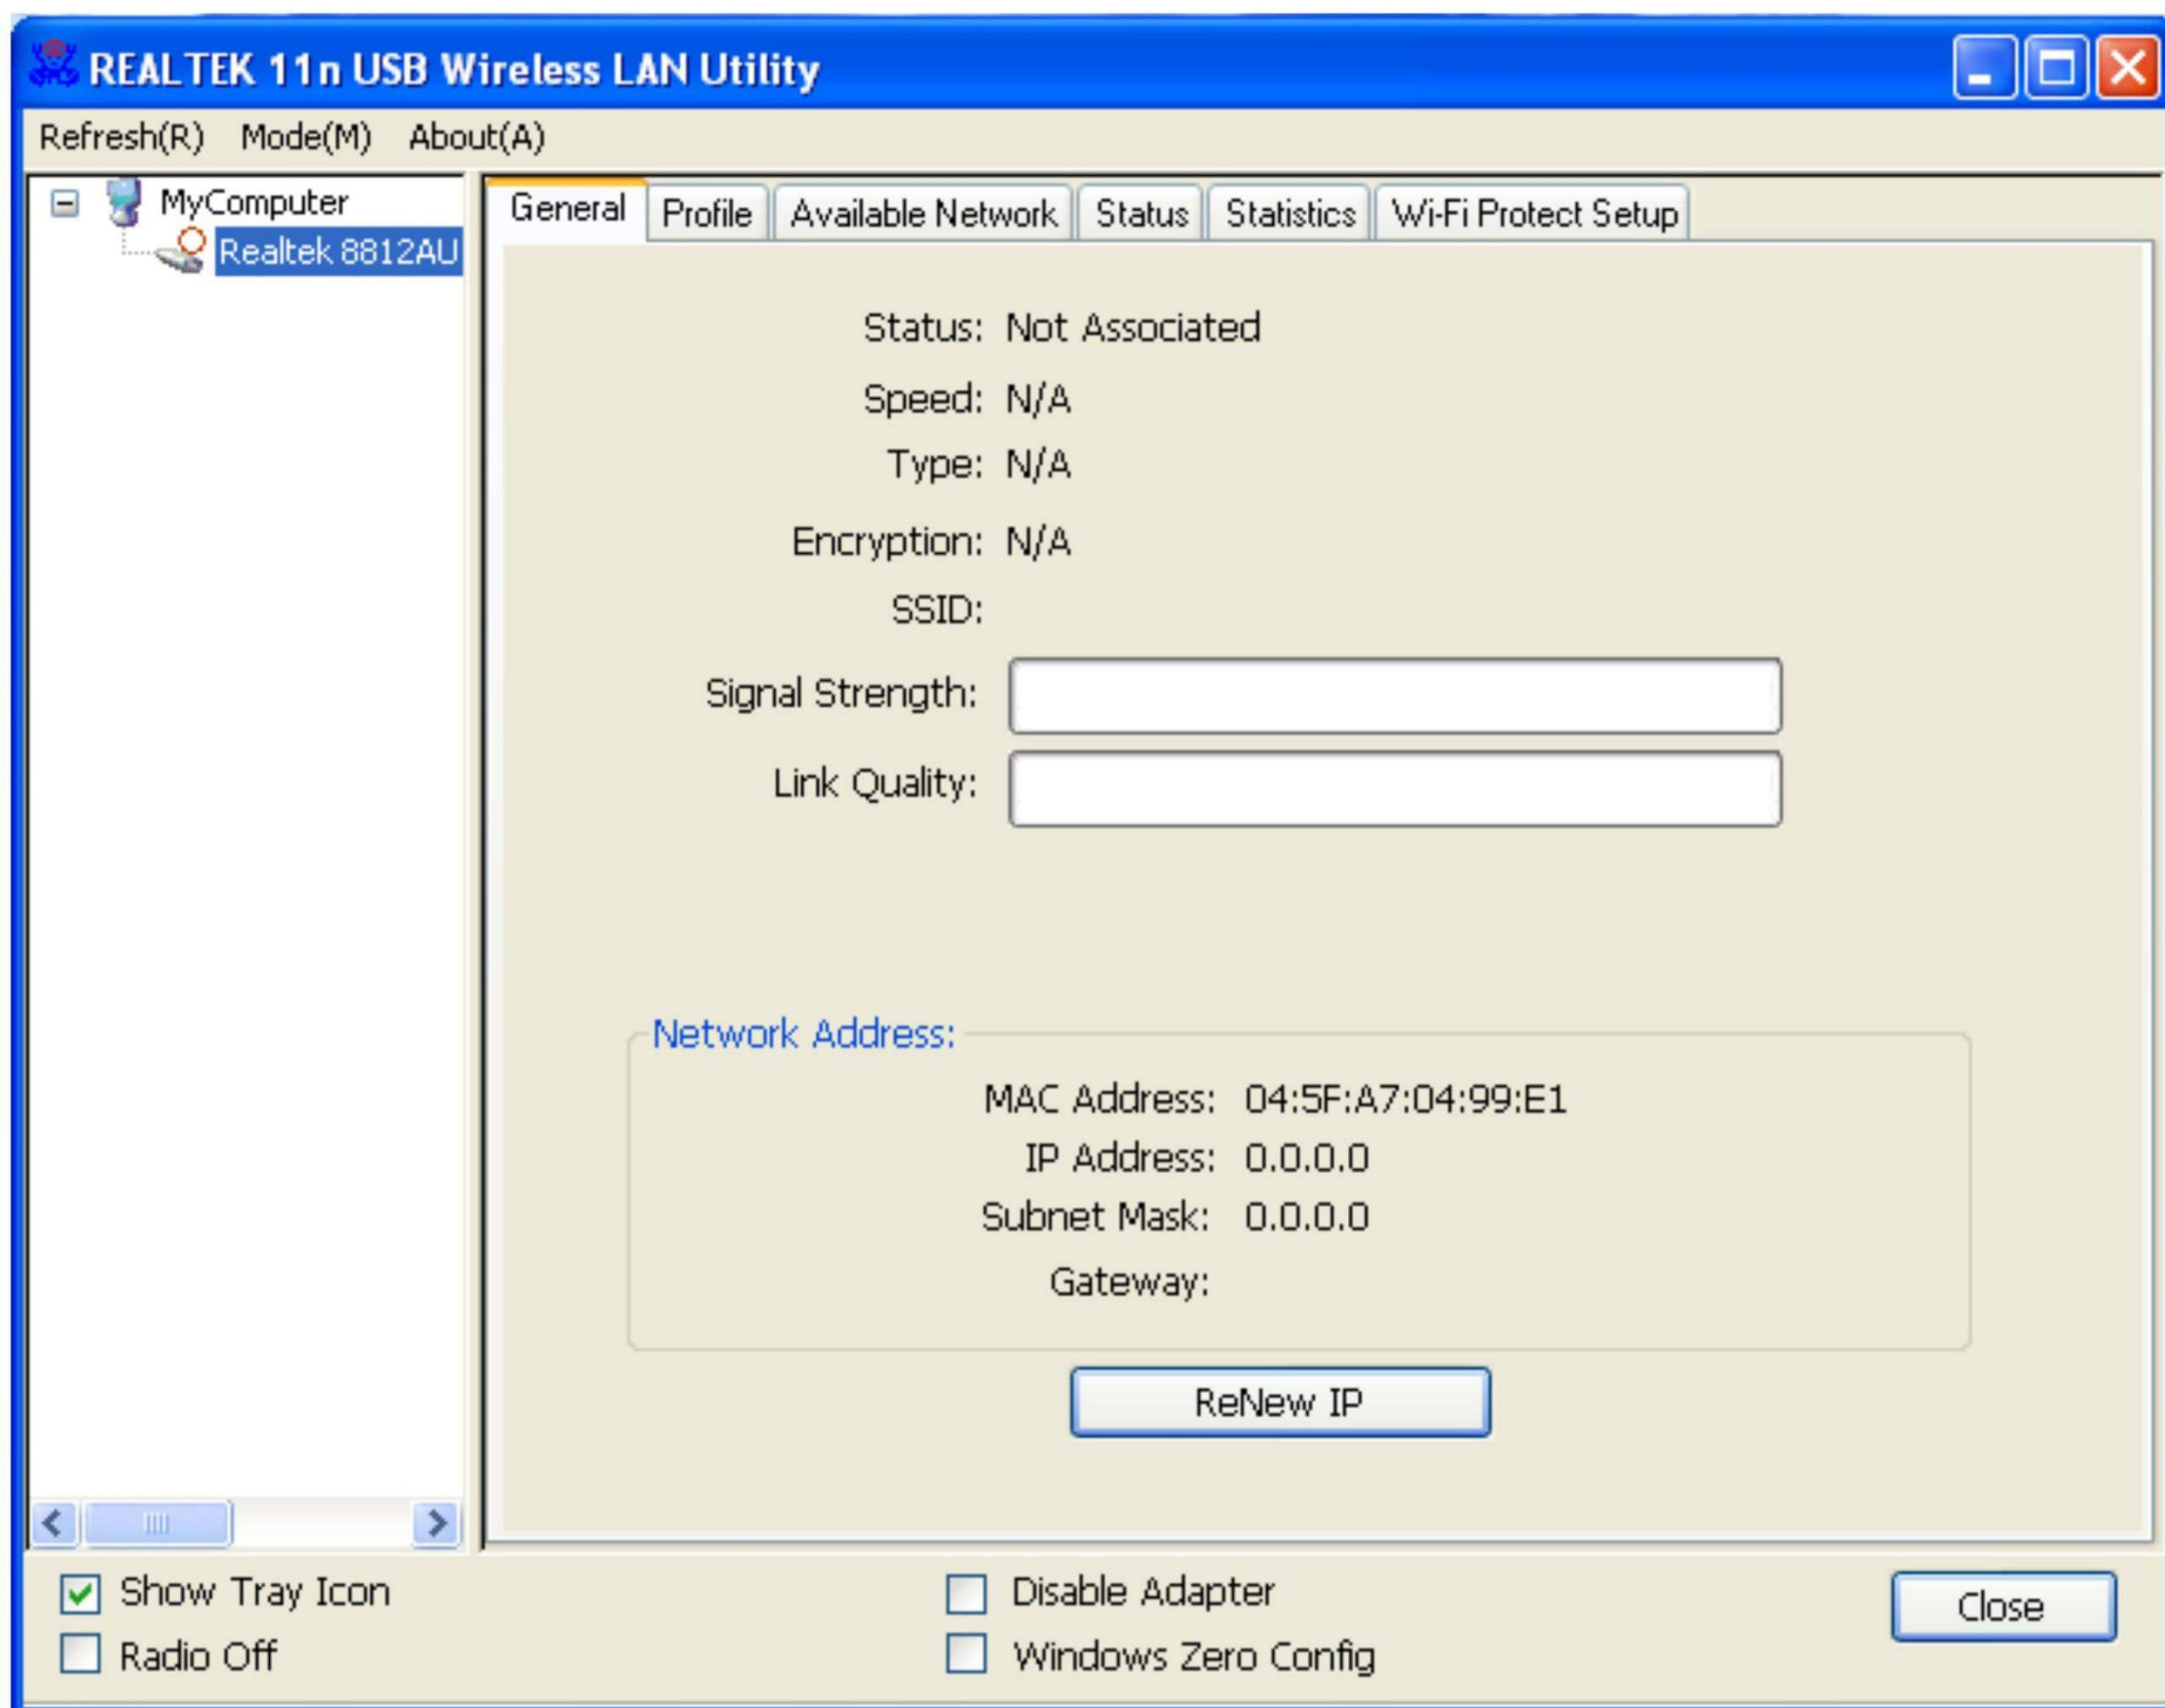 REALTEK 11n USB Wireless LAN Utility
Refresh(R) Mode(M) About(A)
MyComputer
Realtek 8812AU
General Profile Available Network Status Statistics Wi-Fi Protect Setup
Status: Not Associated
Speed: N/A
Type: N/A
Encryption: N/A
SSID:
Signal Strength:
Link Quality:
Network Address:
MAC Address: 04:5F:A7:04:99:E1
IP Address: 0.0.0.0
Subnet Mask: 0.0.0.0
Gateway:
ReNew IP
Show Tray Icon
Radio Off
Disable Adapter
Windows Zero Config
Close